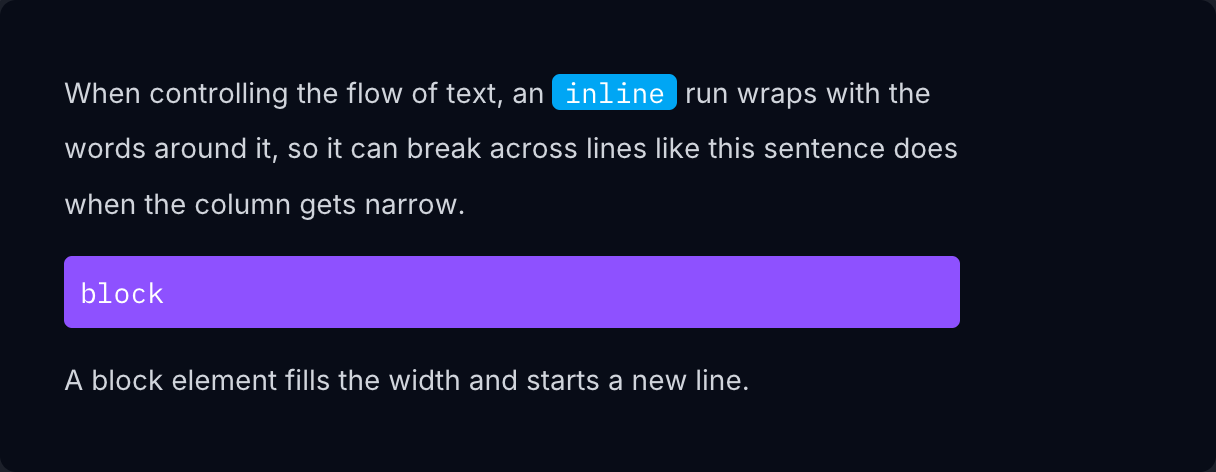 When controlling the flow of text, an inline run wraps with the
words around it, so it can break across lines like this sentence does
when the column gets narrow.
block
A block element fills the width and starts a new line.